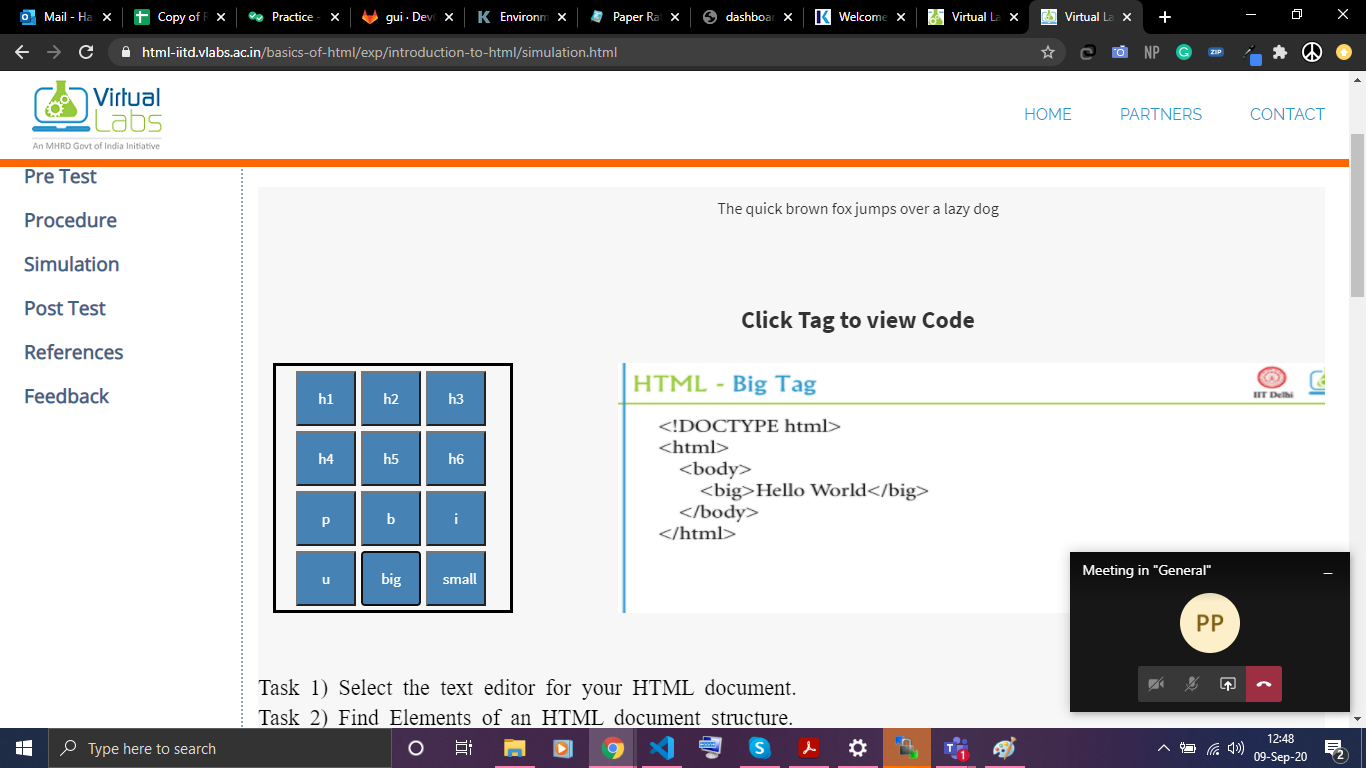 Mail - Ha
Copy of R
Practice -
gui · Dev
Environm
Paper Ra
dashboar
Welcome
Virtual La
Virtual La
html-iitd.vlabs.ac.in/basics-of-html/exp/introduction-to-html/simulation.html
NP
ZIP
Virtual
Labs
An MHRD Govt of India Initiative
HOME PARTNERS CONTACT
Pre Test
Procedure
Simulation
Post Test
References
Feedback
The quick brown fox jumps over a lazy dog
Click Tag to view Code
h1 h2 h3
h4 h5 h6
p b i
u big small
HTML - Big Tag
IIT Delhi
<!DOCTYPE html>
<html>
<body>
<big>Hello World</big>
</body>
</html>
Meeting in "General"
PP
Task 1) Select the text editor for your HTML document.
Task 2) Find Elements of an HTML document structure.
Type here to search
1
12:48
09-Sep-20
2